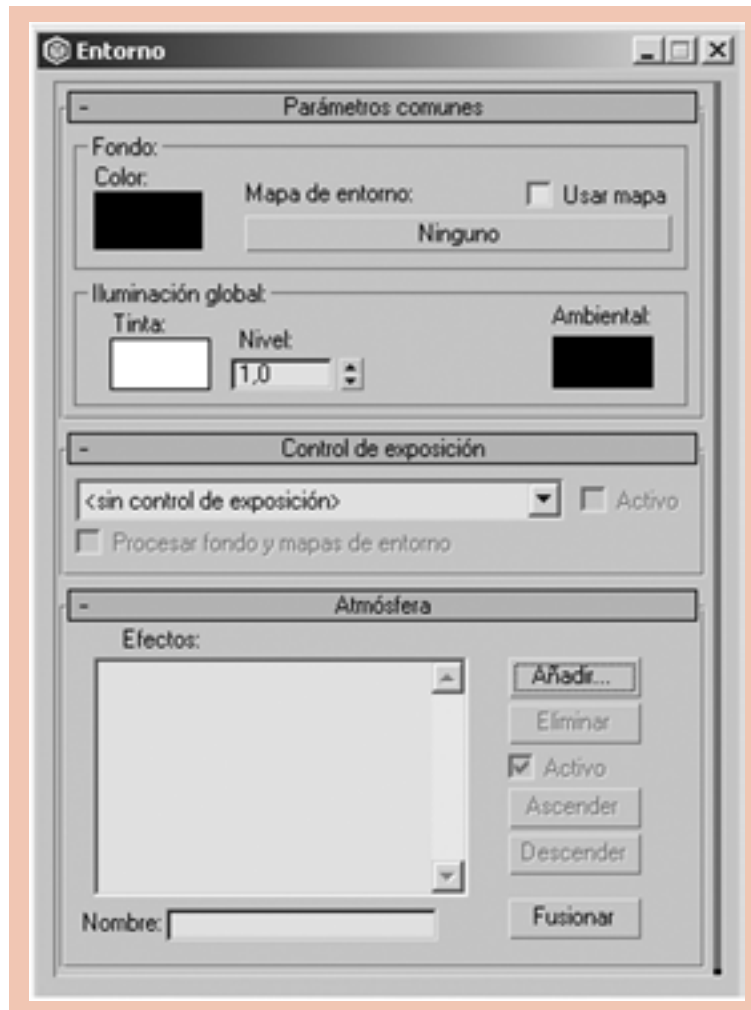 Entorno
- Parámetros comunes
Fondo:
Color:
Mapa de entorno: Usar mapa
Ninguno
Iluminación global:
Tinta: Nivel: Ambiental:
1,0
- Control de exposición
<sin control de exposición> Activo
Procesar fondo y mapas de entorno
- Atmósfera
Efectos:
Añadir...
Eliminar
Activo
Ascender
Descender
Nombre: Fusionar